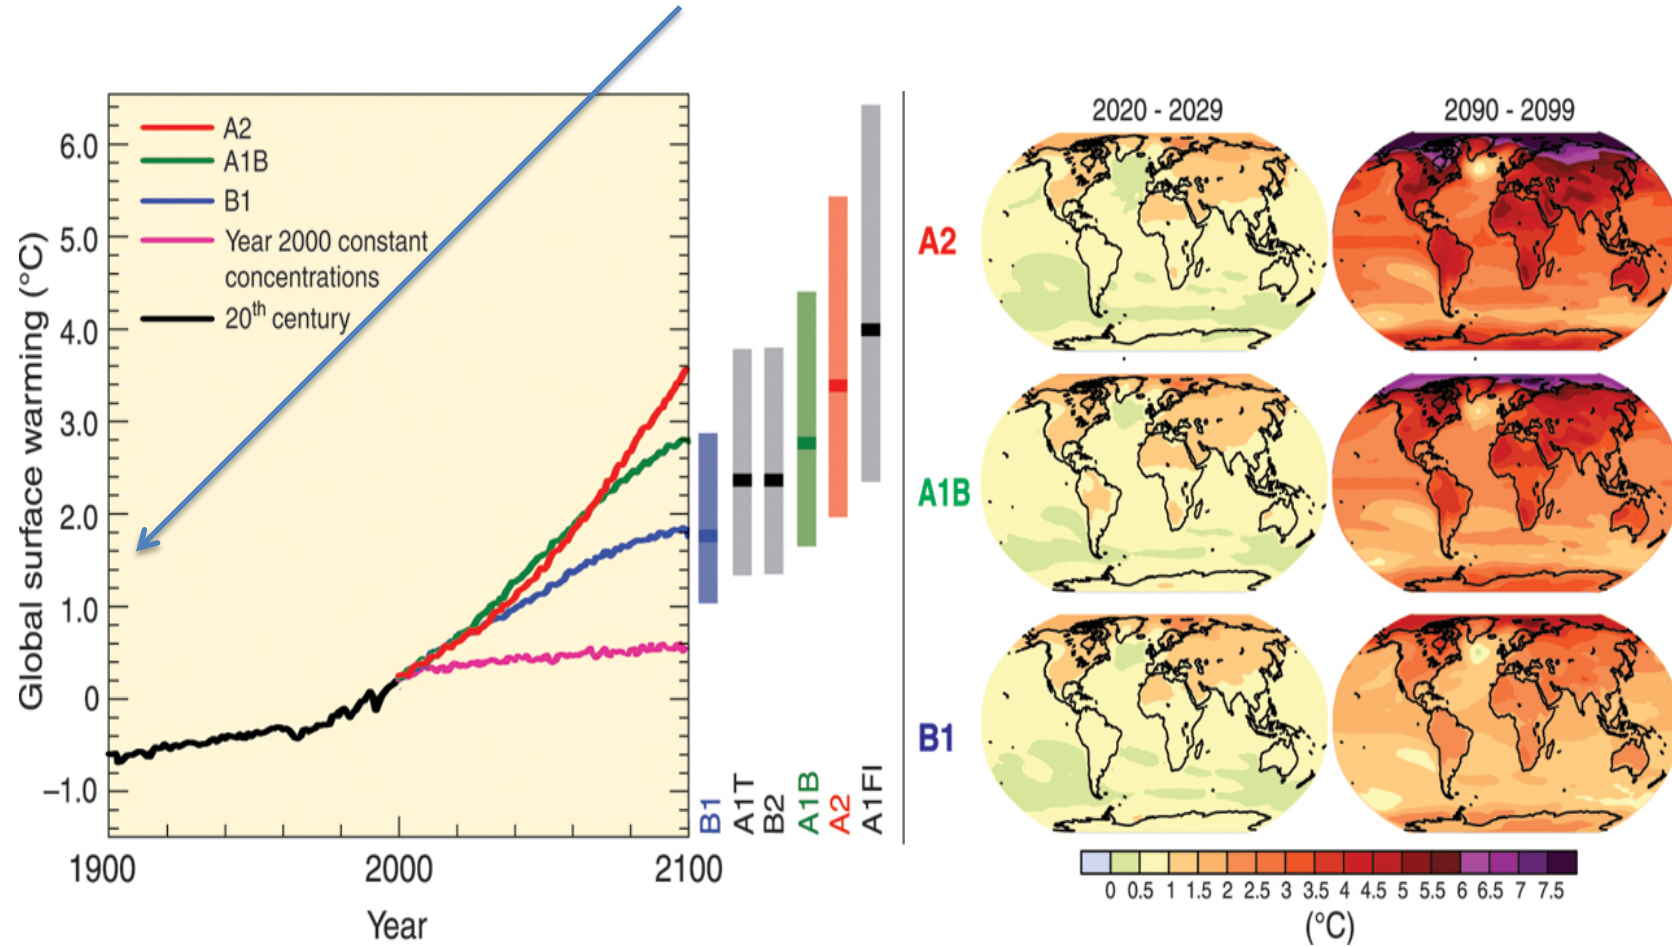 A2
A1B
B1
Year 2000 constant
concentrations
20th century
Global surface warming (°C)
6.0
5.0
4.0
3.0
2.0
1.0
0
–1.0
1900
2000
2100
Year
B1
A1T
B2
A1B
A2
A1FI
2020 - 2029
2090 - 2099
A2
A1B
B1
0 0.5 1 1.5 2 2.5 3 3.5 4 4.5 5 5.5 6 6.5 7 7.5
(°C)